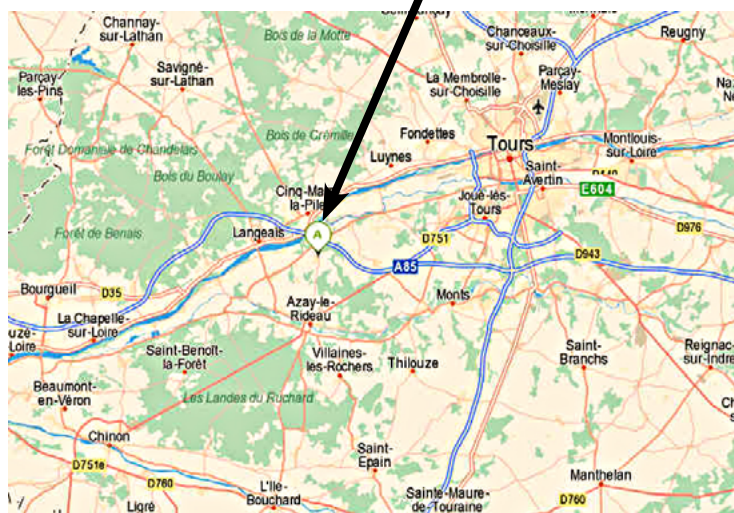 Channay-
sur-Lathan
Bois de la Motte
Chanceaux-
sur-Choisille
Reugny
Parçay-
les-Pins
Savigné-
sur-Lathan
La Membrolle-
sur-Choisille
Parçay-
Meslay
Forêt Domaniale de Chandelais
Bois de Crémille
Fondettes
Tours
Montlouis-
sur-Loire
Luynes
Bois du Boulay
Saint-
Avertin
E604
Cinq-Mars-
la-Pile
Joué-lès-
Tours
Forêt de Benais
Langeais
A
D751
D976
D943
A85
Bourgueil
D35
Monts
Azay-le-
Rideau
La Chapelle-
sur-Loire
Saint-Benoît-
la-Forêt
Villaines-
les-Rochers
Thilouze
Saint-
Branchs
Reignac-
sur-Indre
Beaumont-
en-Véron
Les Landes du Ruchard
Chinon
Saint-
Epain
D751e
D760
L'Ile-
Bouchard
Manthelan
Ligré
Sainte-Maure-
de-Touraine
D760